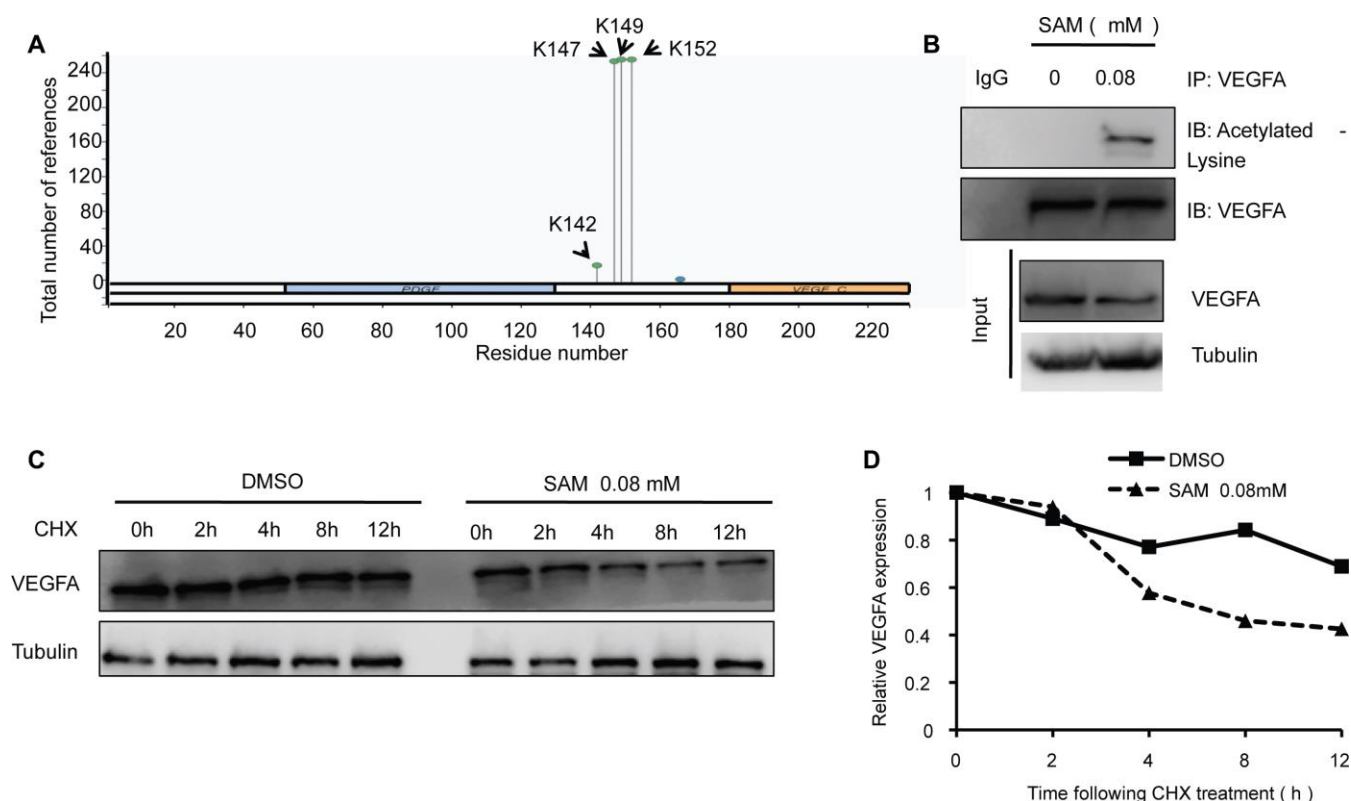 A
K149
K147
K152
K142
240
200
160
120
80
40
0
Total number of references
PDGF
VEGF_C
20 40 60 80 100 120 140 160 180 200 220
Residue number
B
SAM ( mM )
IgG 0 0.08 IP: VEGFA
IB: Acetylated -
Lysine
IB: VEGFA
Input
VEGFA
Tubulin
C
DMSO SAM 0.08 mM
CHX 0h 2h 4h 8h 12h 0h 2h 4h 8h 12h
VEGFA
Tubulin
D
DMSO
SAM 0.08mM
Relative VEGFA expression
1
0.8
0.6
0.4
0.2
0
0 2 4 8 12
Time following CHX treatment ( h )